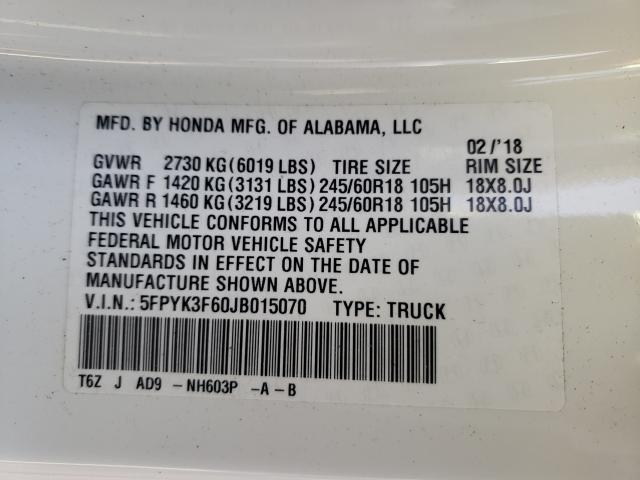 MFD. BY HONDA MFG. OF ALABAMA, LLC
02/'18
GVWR 2730 KG(6019 LBS) TIRE SIZE RIM SIZE
GAWR F 1420 KG(3131 LBS)245/60R18 105H 18X8.0J
GAWR R 1460 KG(3219 LBS)245/60R18 105H 18X8.0J
THIS VEHICLE CONFORMS TO ALL APPLICABLE
FEDERAL MOTOR VEHICLE SAFETY
STANDARDS IN EFFECT ON THE DATE OF
MANUFACTURE SHOWN ABOVE.
V.I.N.: 5FPYK3F60JB015070 TYPE: TRUCK
T6Z J AD9 -NH603P -A-B